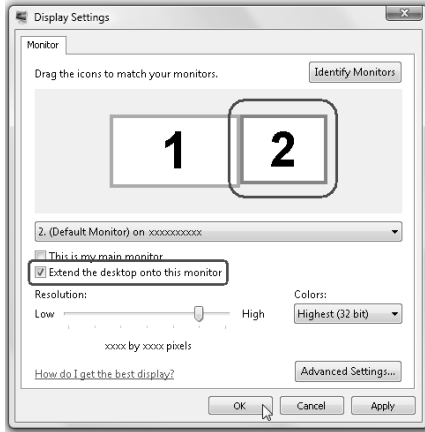 Display Settings
Monitor
Drag the icons to match your monitors.
Identify Monitors
1 2
2. (Default Monitor) on xxxxxxxxxx
This is my main monitor
Extend the desktop onto this monitor
Resolution: Colors:
Low High Highest (32 bit)
xxxx by xxxx pixels
How do I get the best display? Advanced Settings...
OK Cancel Apply